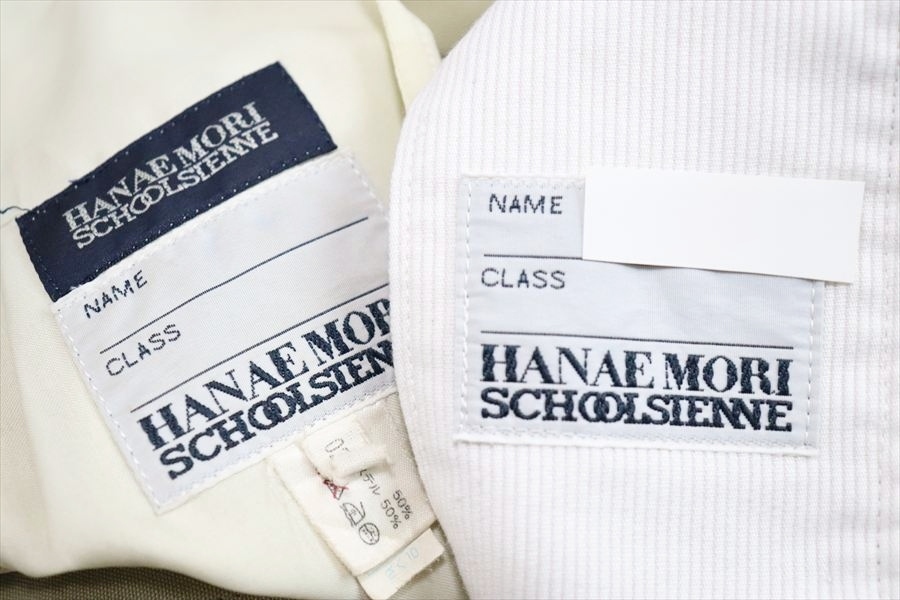 HANAE MORI
SCHOOLSIENNE
NAME
CLASS
HANAE MORI
SCHOOLSIENNE
50%
50%
NAME
CLASS
HANAE MORI
SCHOOLSIENNE